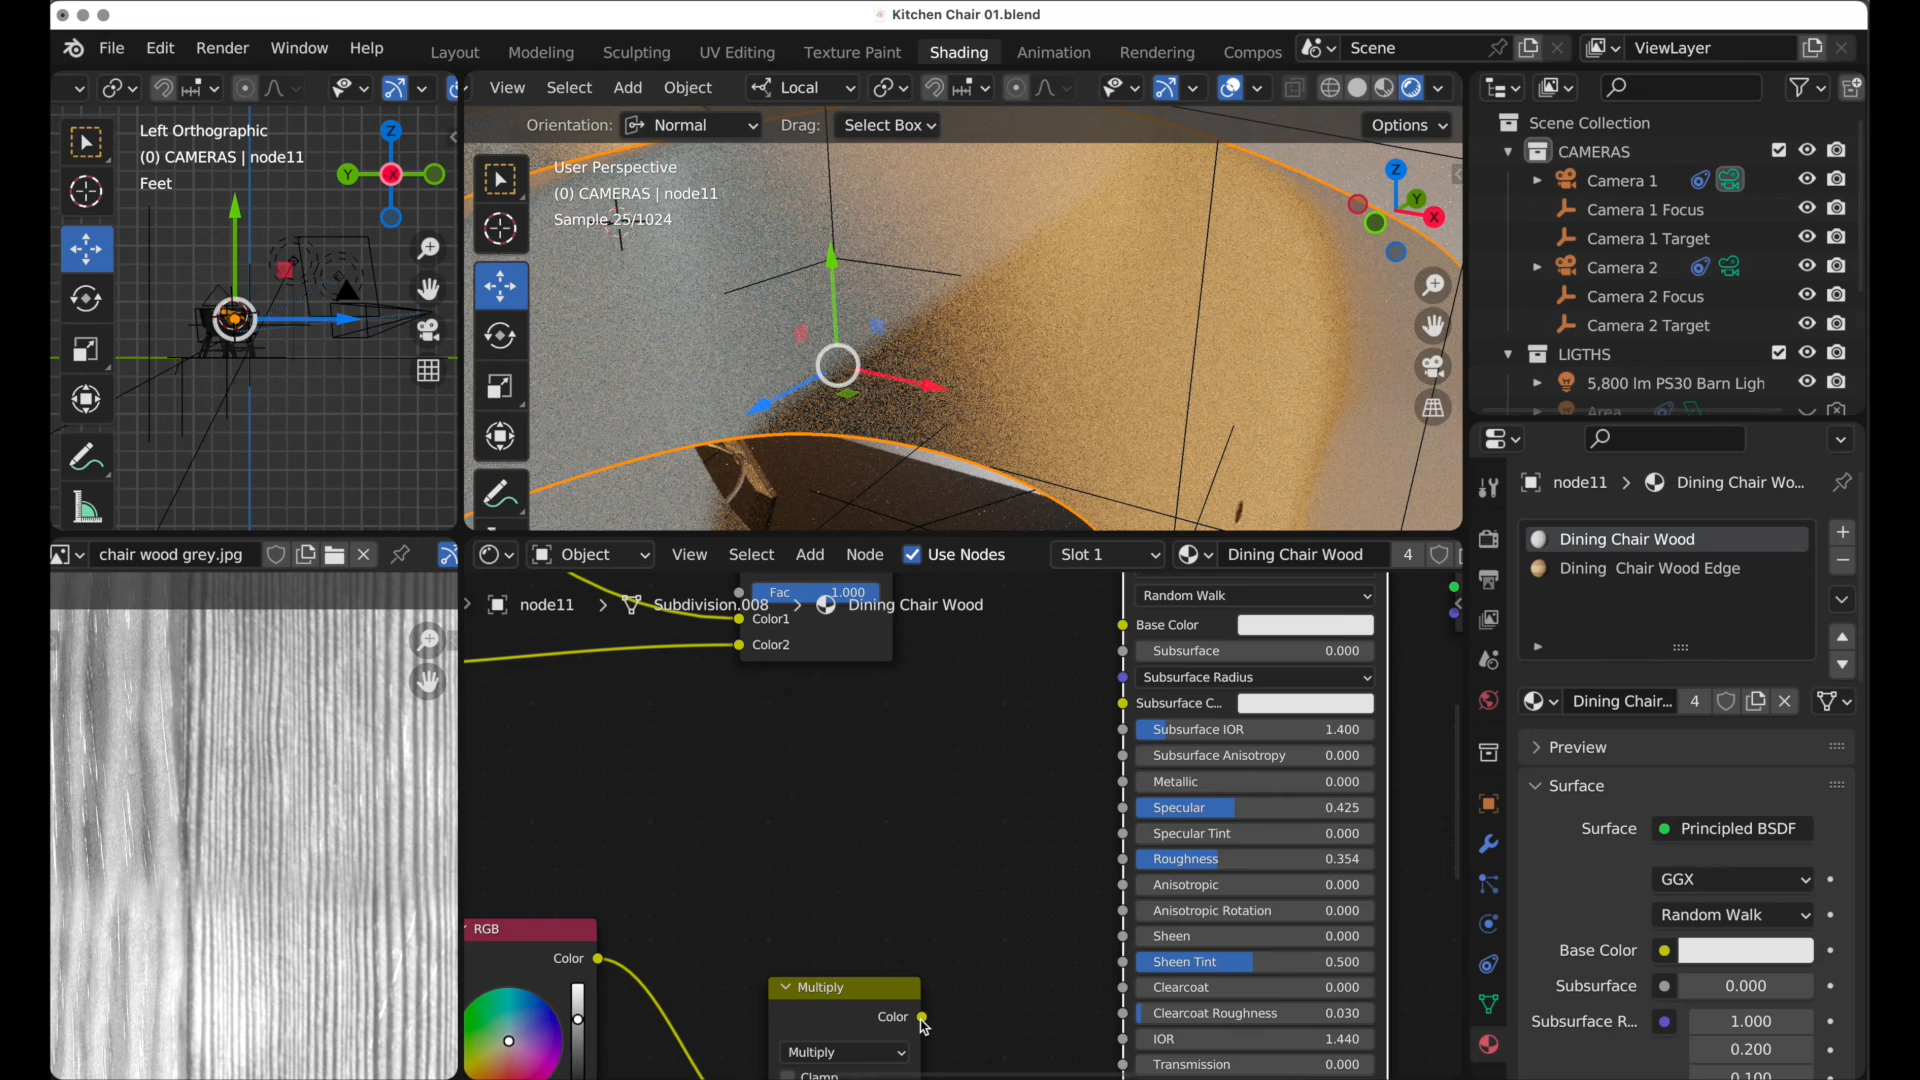 Kitchen Chair 01.blend
File Edit Render Window Help
Layout Modeling Sculpting UV Editing Texture Paint Shading Animation Rendering Compos
Scene
ViewLayer
View Select Add Object
Local
Orientation: Normal
Drag: Select Box
Options
Left Orthographic
(0) CAMERAS | node11
Feet
Z
Y
X
User Perspective
(0) CAMERAS | node11
Sample 25/1024
Z
Y
X
Scene Collection
CAMERAS
Camera 1
Camera 1 Focus
Camera 1 Target
Camera 2
Camera 2 Focus
Camera 2 Target
LIGTHS
5,800 lm PS30 Barn Ligh
Area
node11
Dining Chair Wo...
Dining Chair Wood
Dining Chair Wood Edge
Dining Chair...
4
Preview
Surface
Surface
Principled BSDF
GGX
Random Walk
Base Color
Subsurface
0.000
Subsurface R...
1.000
0.200
0.100
chair wood grey.jpg
Object
View Select Add Node
Use Nodes
Slot 1
Dining Chair Wood
4
node11
Subdivision.008
Dining Chair Wood
Fac 1.000
Color1
Color2
RGB
Color
Multiply
Color
Multiply
Clamp
Random Walk
Base Color
Subsurface 0.000
Subsurface Radius
Subsurface C...
Subsurface IOR 1.400
Subsurface Anisotropy 0.000
Metallic 0.000
Specular 0.425
Specular Tint 0.000
Roughness 0.354
Anisotropic 0.000
Anisotropic Rotation 0.000
Sheen 0.000
Sheen Tint 0.500
Clearcoat 0.000
Clearcoat Roughness 0.030
IOR 1.440
Transmission 0.000